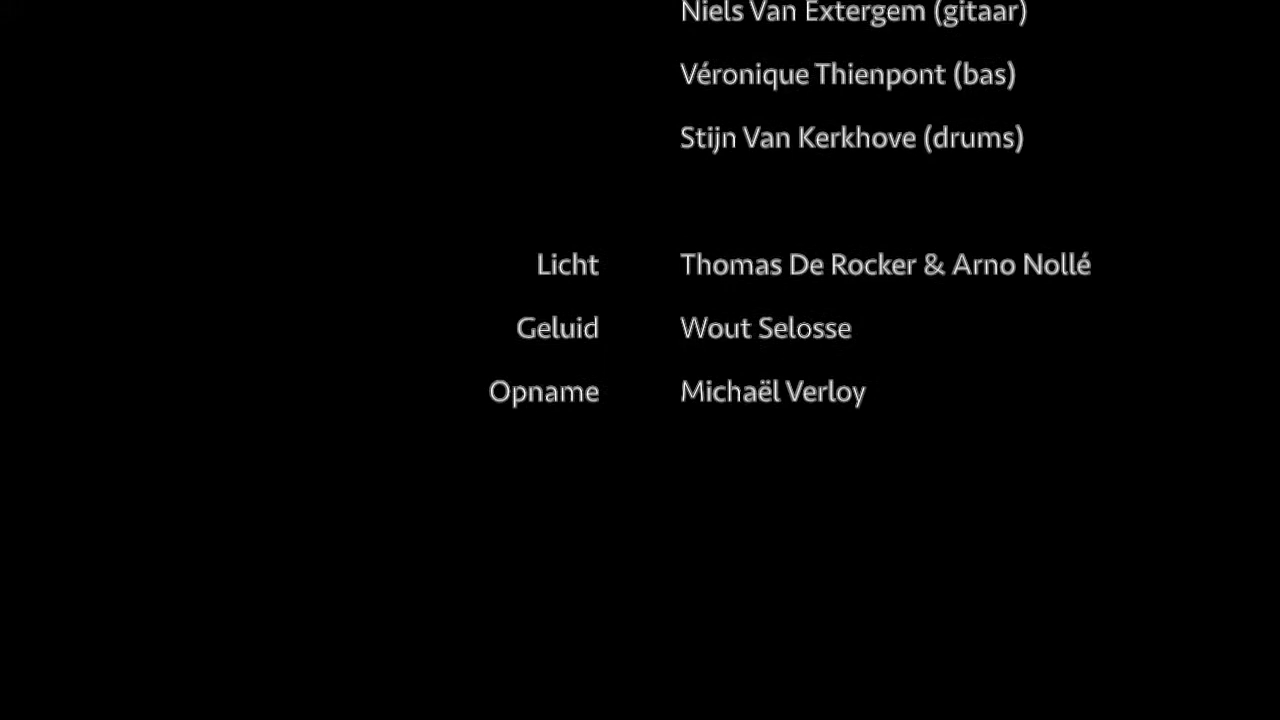 Niels Van Extergem (gitaar)
Véronique Thienpont (bas)
Stijn Van Kerkhove (drums)
Licht Thomas De Rocker & Arno Nollé
Geluid Wout Selosse
Opname Michaël Verloy